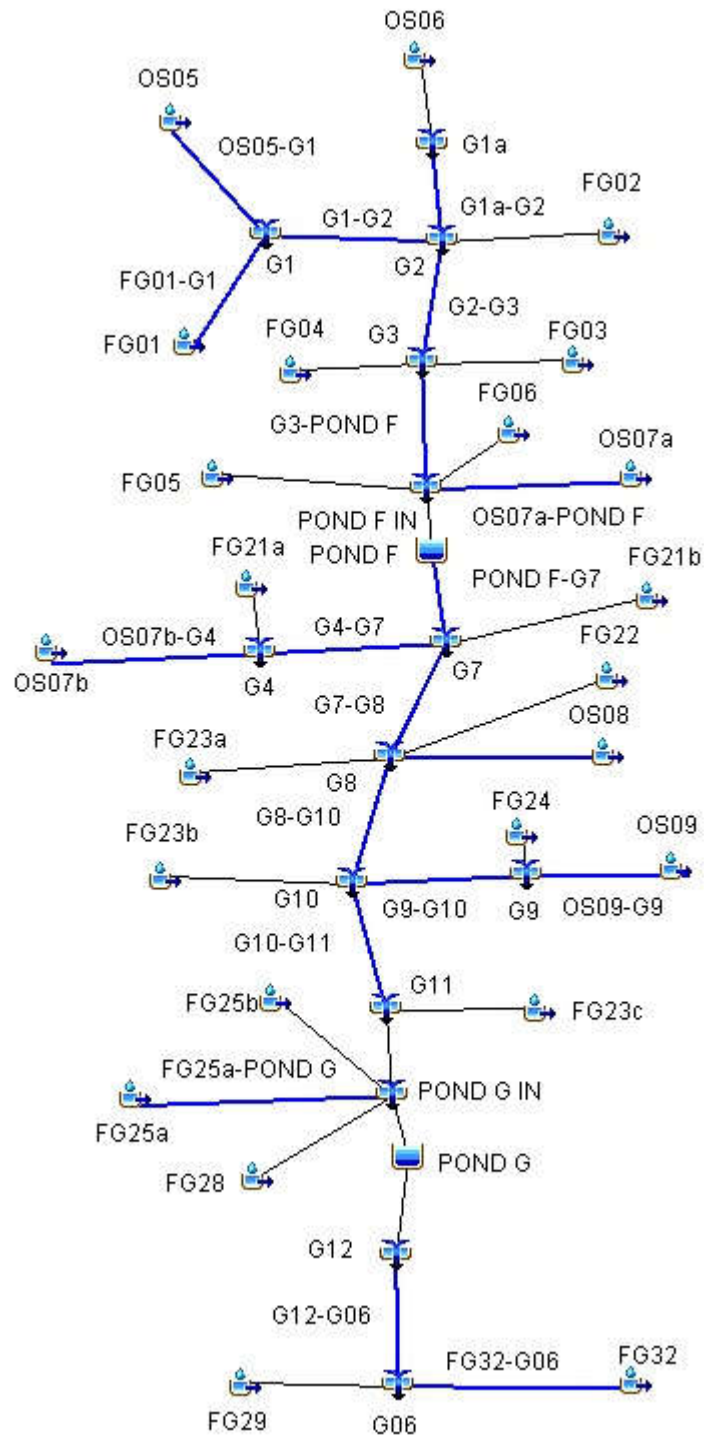 OS06
OS05
OS05-G1
G1a
FG02
G1-G2
G1a-G2
G1
G2
FG01-G1
G2-G3
FG01
FG04
G3
FG03
FG06
G3-POND F
OS07a
FG05
POND F IN
OS07a-POND F
POND F
FG21a
POND F-G7
FG21b
OS07b-G4
G4-G7
FG22
OS07b
G4
G7
G7-G8
OS08
FG23a
G8
FG24
G8-G10
FG23b
OS09
G10
G9-G10
G9
OS09-G9
G10-G11
G11
FG25b
FG23c
FG25a-POND G
POND G IN
FG25a
POND G
FG28
G12
G12-G06
FG32-G06
FG32
FG29
G06